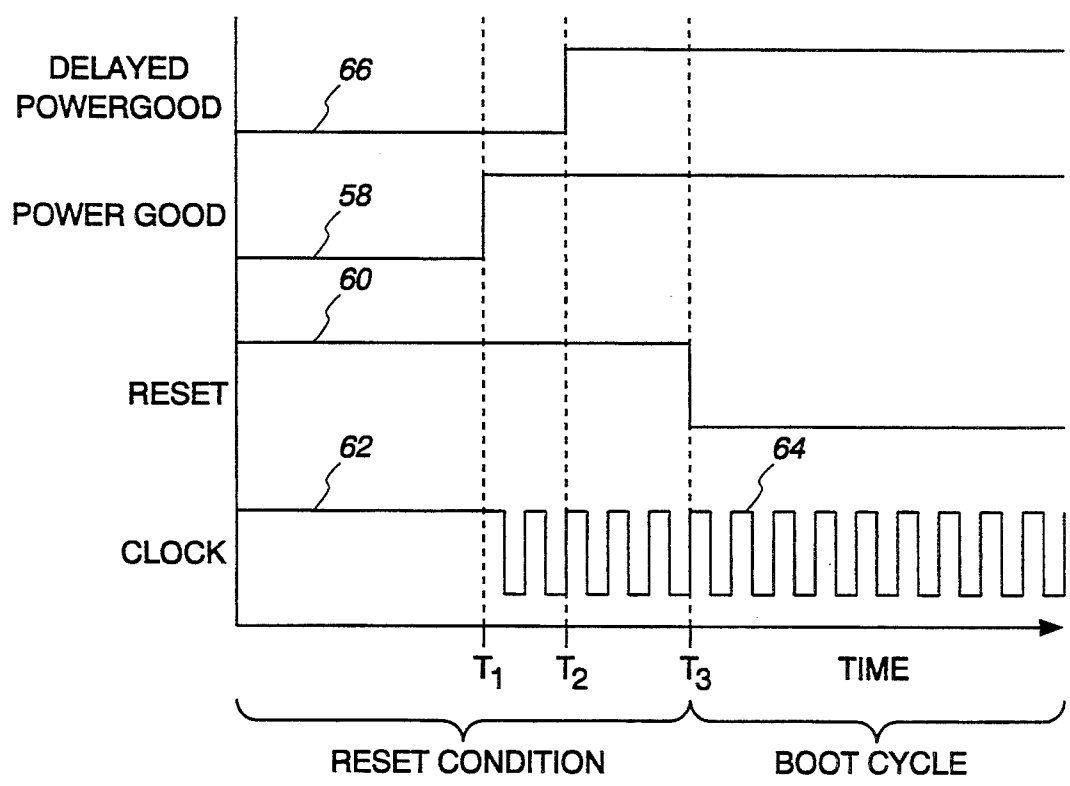 DELAYED
POWERGOOD
66
POWER GOOD
58
60
RESET
62
64
CLOCK
T1 T2 T3 TIME
RESET CONDITION
BOOT CYCLE